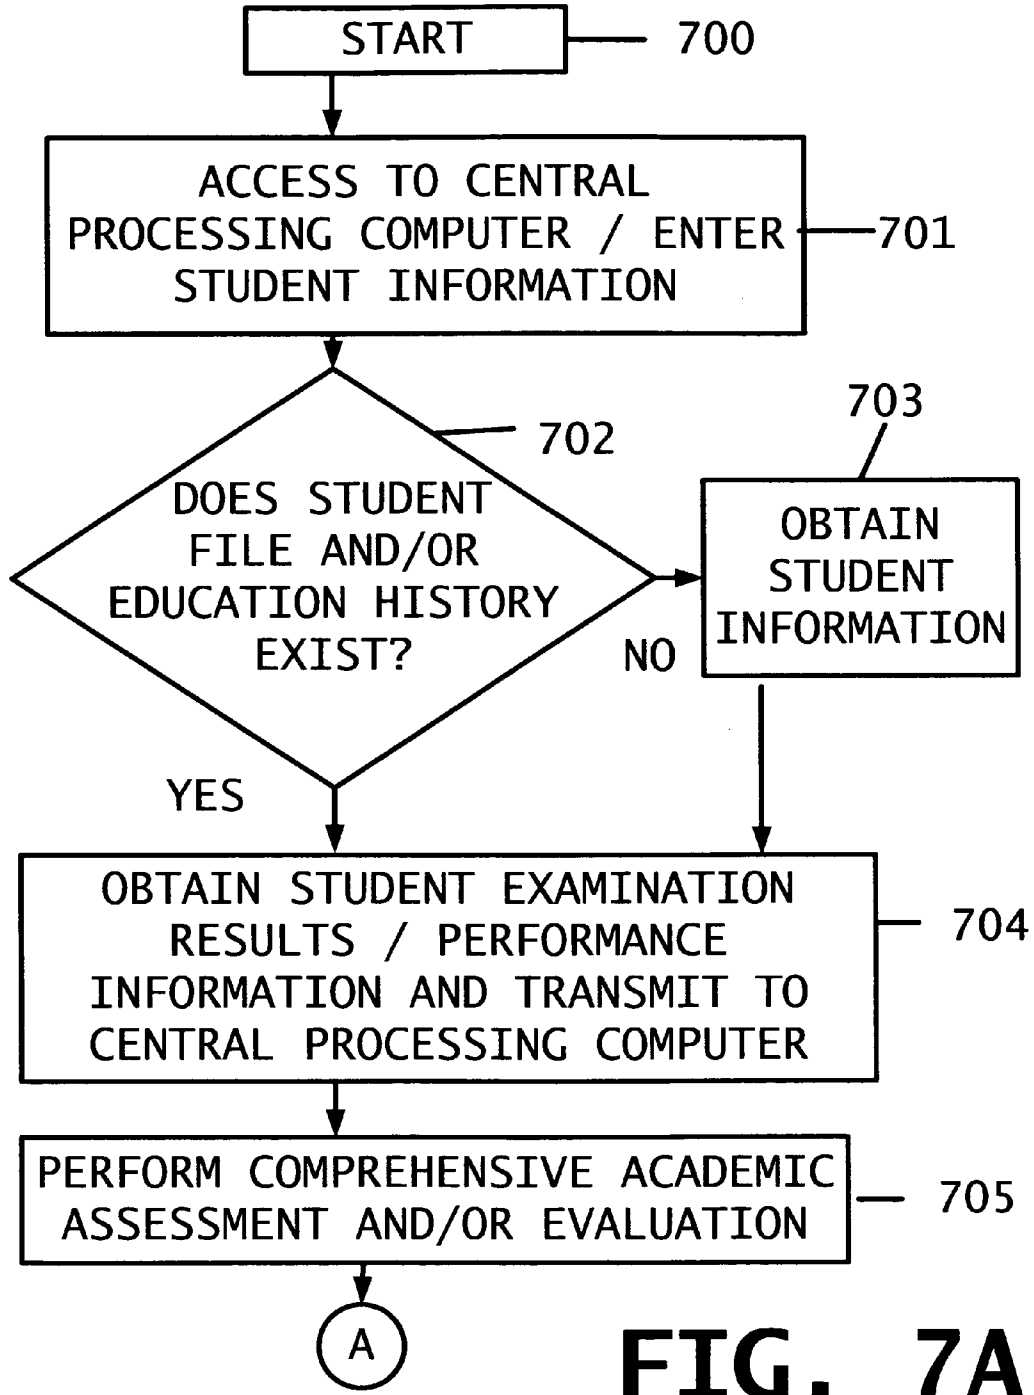 START
700
ACCESS TO CENTRAL
PROCESSING COMPUTER / ENTER
STUDENT INFORMATION
701
702
DOES STUDENT
FILE AND/OR
EDUCATION HISTORY
EXIST?
703
OBTAIN
STUDENT
INFORMATION
NO
YES
OBTAIN STUDENT EXAMINATION
RESULTS / PERFORMANCE
INFORMATION AND TRANSMIT TO
CENTRAL PROCESSING COMPUTER
704
PERFORM COMPREHENSIVE ACADEMIC
ASSESSMENT AND/OR EVALUATION
705
A
FIG. 7A